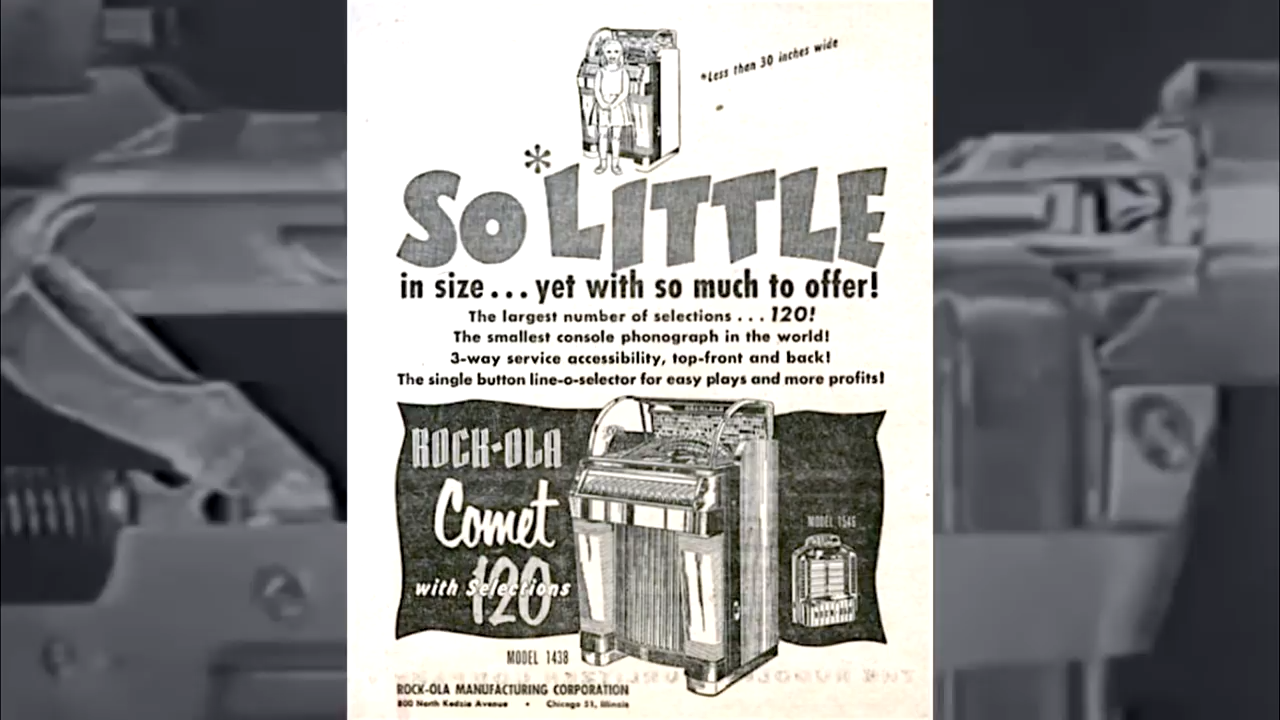 *Less than 30 inches wide
*
SO LITTLE
in size... yet with so much to offer!
The largest number of selections ... 120!
The smallest console phonograph in the world!
3-way service accessibility, top-front and back!
The single button line-o-selector for easy plays and more profits!
ROCK-OLA
Comet
120
with Selections
MODEL 1546
MODEL 1438
ROCK-OLA MANUFACTURING CORPORATION
800 North Kedzie Avenue • Chicago 51, Illinois